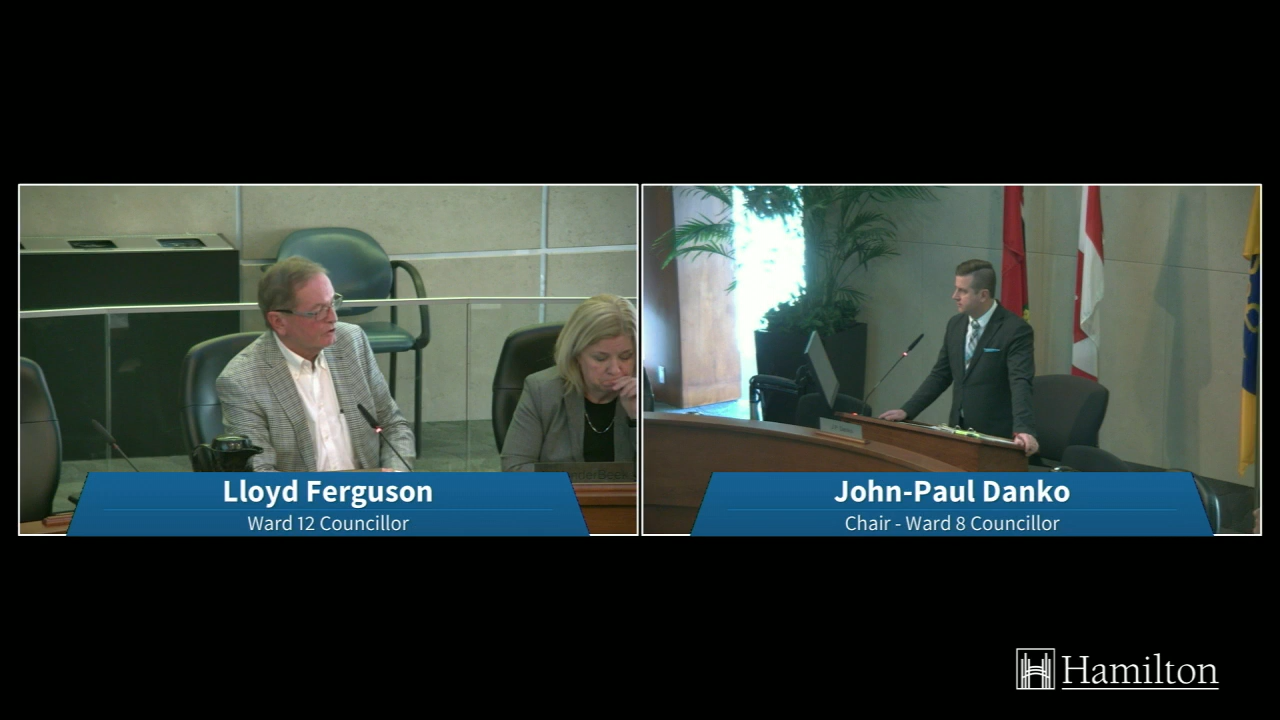 Lloyd Ferguson
Ward 12 Councillor
John-Paul Danko
Chair - Ward 8 Councillor
Hamilton